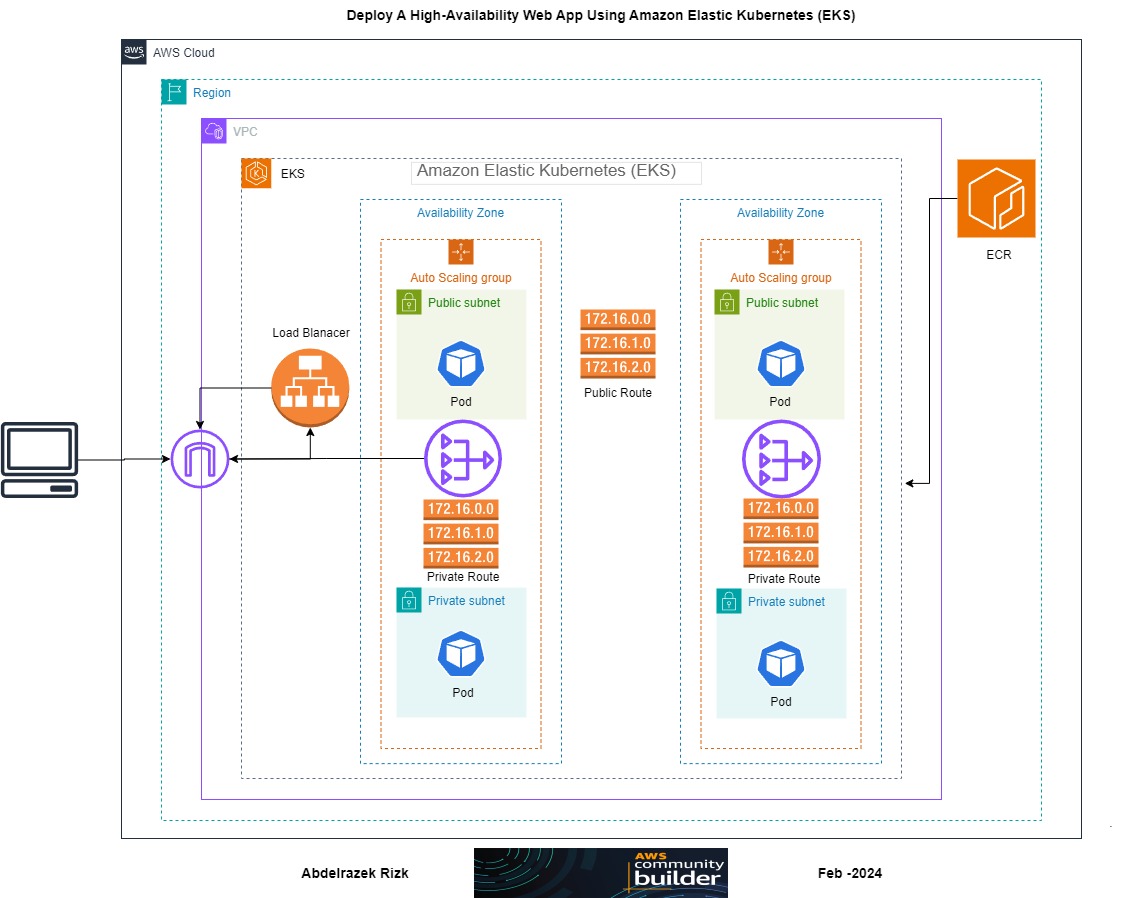 Deploy A High-Availability Web App Using Amazon Elastic Kubernetes (EKS)
aws
AWS Cloud
Region
VPC
EKS
Amazon Elastic Kubernetes (EKS)
ECR
Availability Zone
Auto Scaling group
Public subnet
Pod
172.16.0.0
172.16.1.0
172.16.2.0
Private Route
Private subnet
Pod
172.16.0.0
172.16.1.0
172.16.2.0
Public Route
Availability Zone
Auto Scaling group
Public subnet
Pod
172.16.0.0
172.16.1.0
172.16.2.0
Private Route
Private subnet
Pod
Load Blanacer
Abdelrazek Rizk
AWS
community
builder
Feb -2024